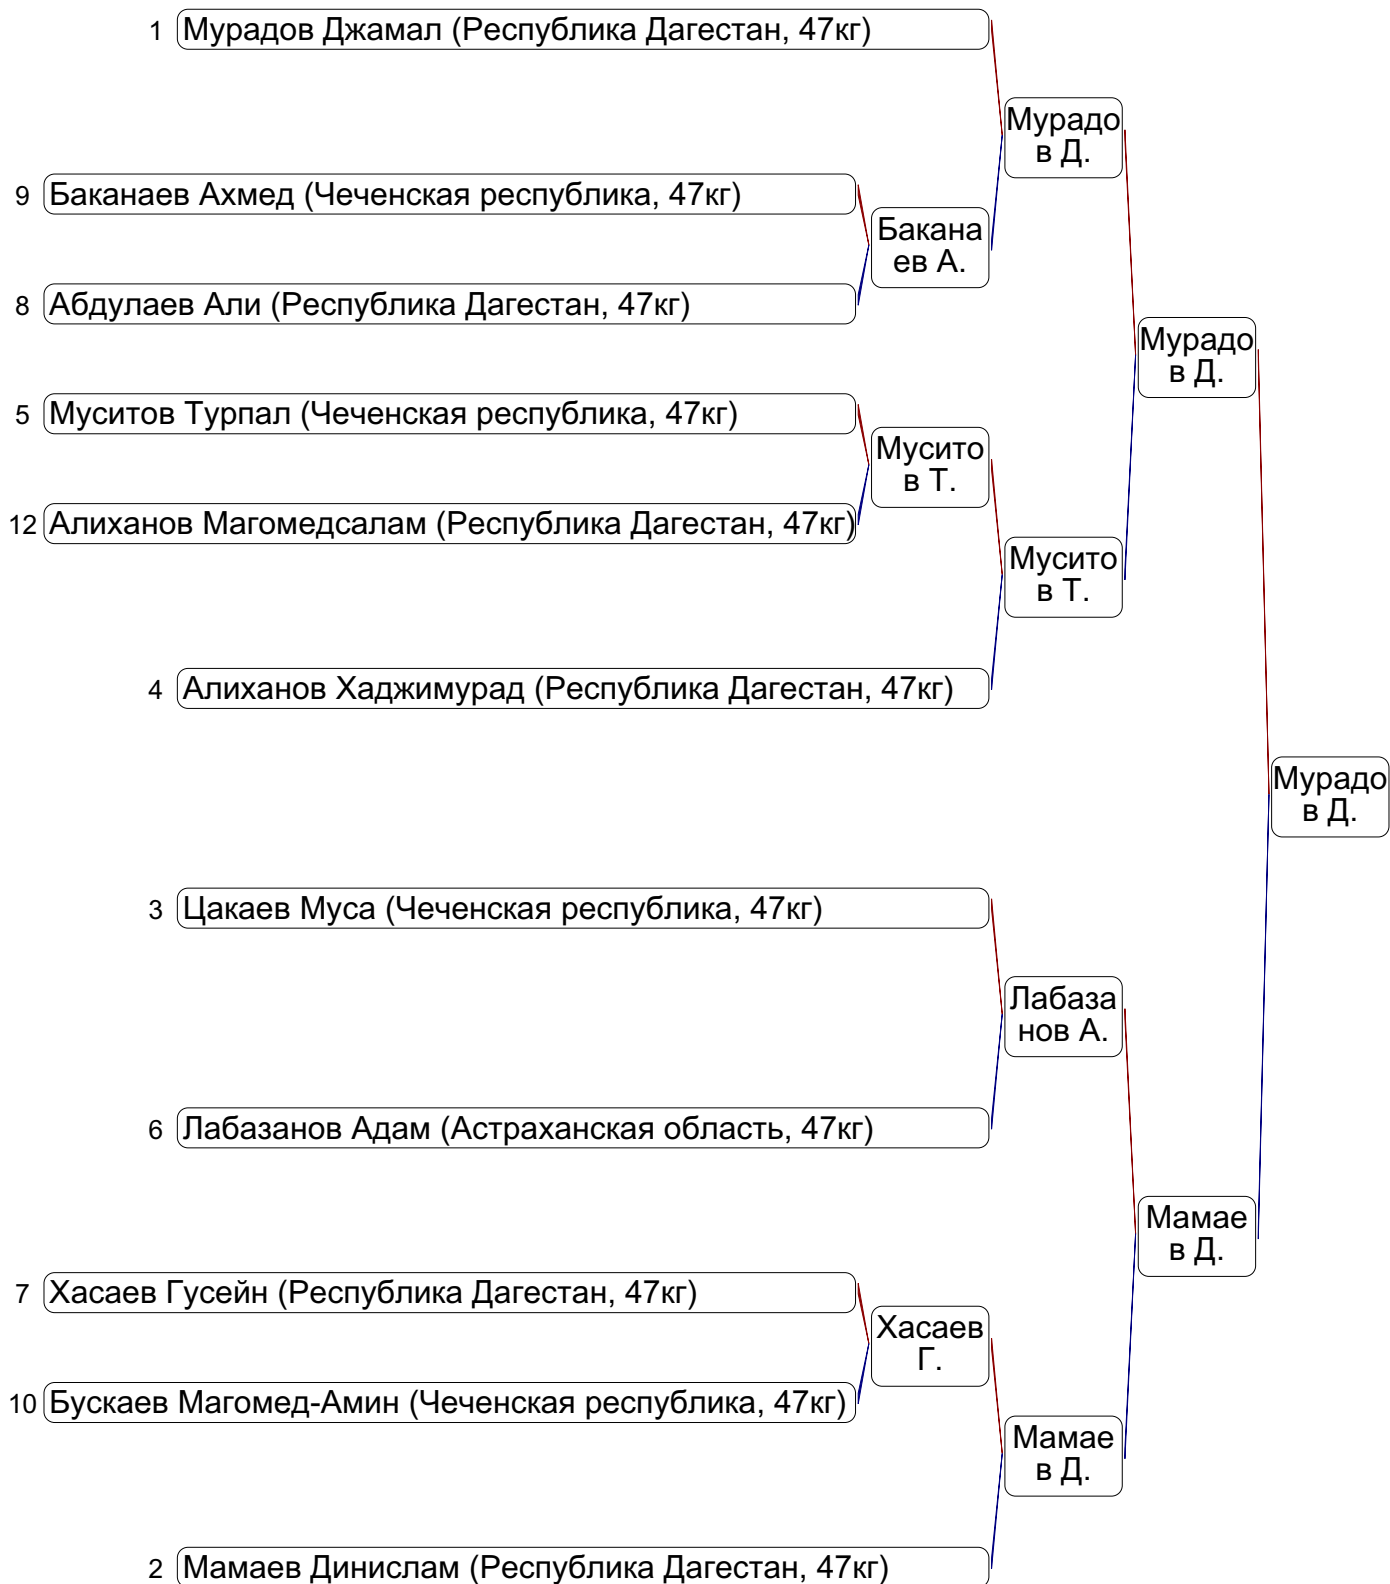 1 Мурадов Джамал (Республика Дагестан, 47кг)
Мурадо
в Д.
9 Баканаев Ахмед (Чеченская республика, 47кг)
Бакана
ев А.
8 Абдулаев Али (Республика Дагестан, 47кг)
Мурадо
в Д.
5 Муситов Турпал (Чеченская республика, 47кг)
Мусито
в Т.
12 Алиханов Магомедсалам (Республика Дагестан, 47кг)
Мусито
в Т.
4 Алиханов Хаджимурад (Республика Дагестан, 47кг)
Мурадо
в Д.
3 Цакаев Муса (Чеченская республика, 47кг)
Лабаза
нов А.
6 Лабазанов Адам (Астраханская область, 47кг)
Мамае
в Д.
7 Хасаев Гусейн (Республика Дагестан, 47кг)
Хасаев
Г.
10 Бускаев Магомед-Амин (Чеченская республика, 47кг)
Мамае
в Д.
2 Мамаев Динислам (Республика Дагестан, 47кг)